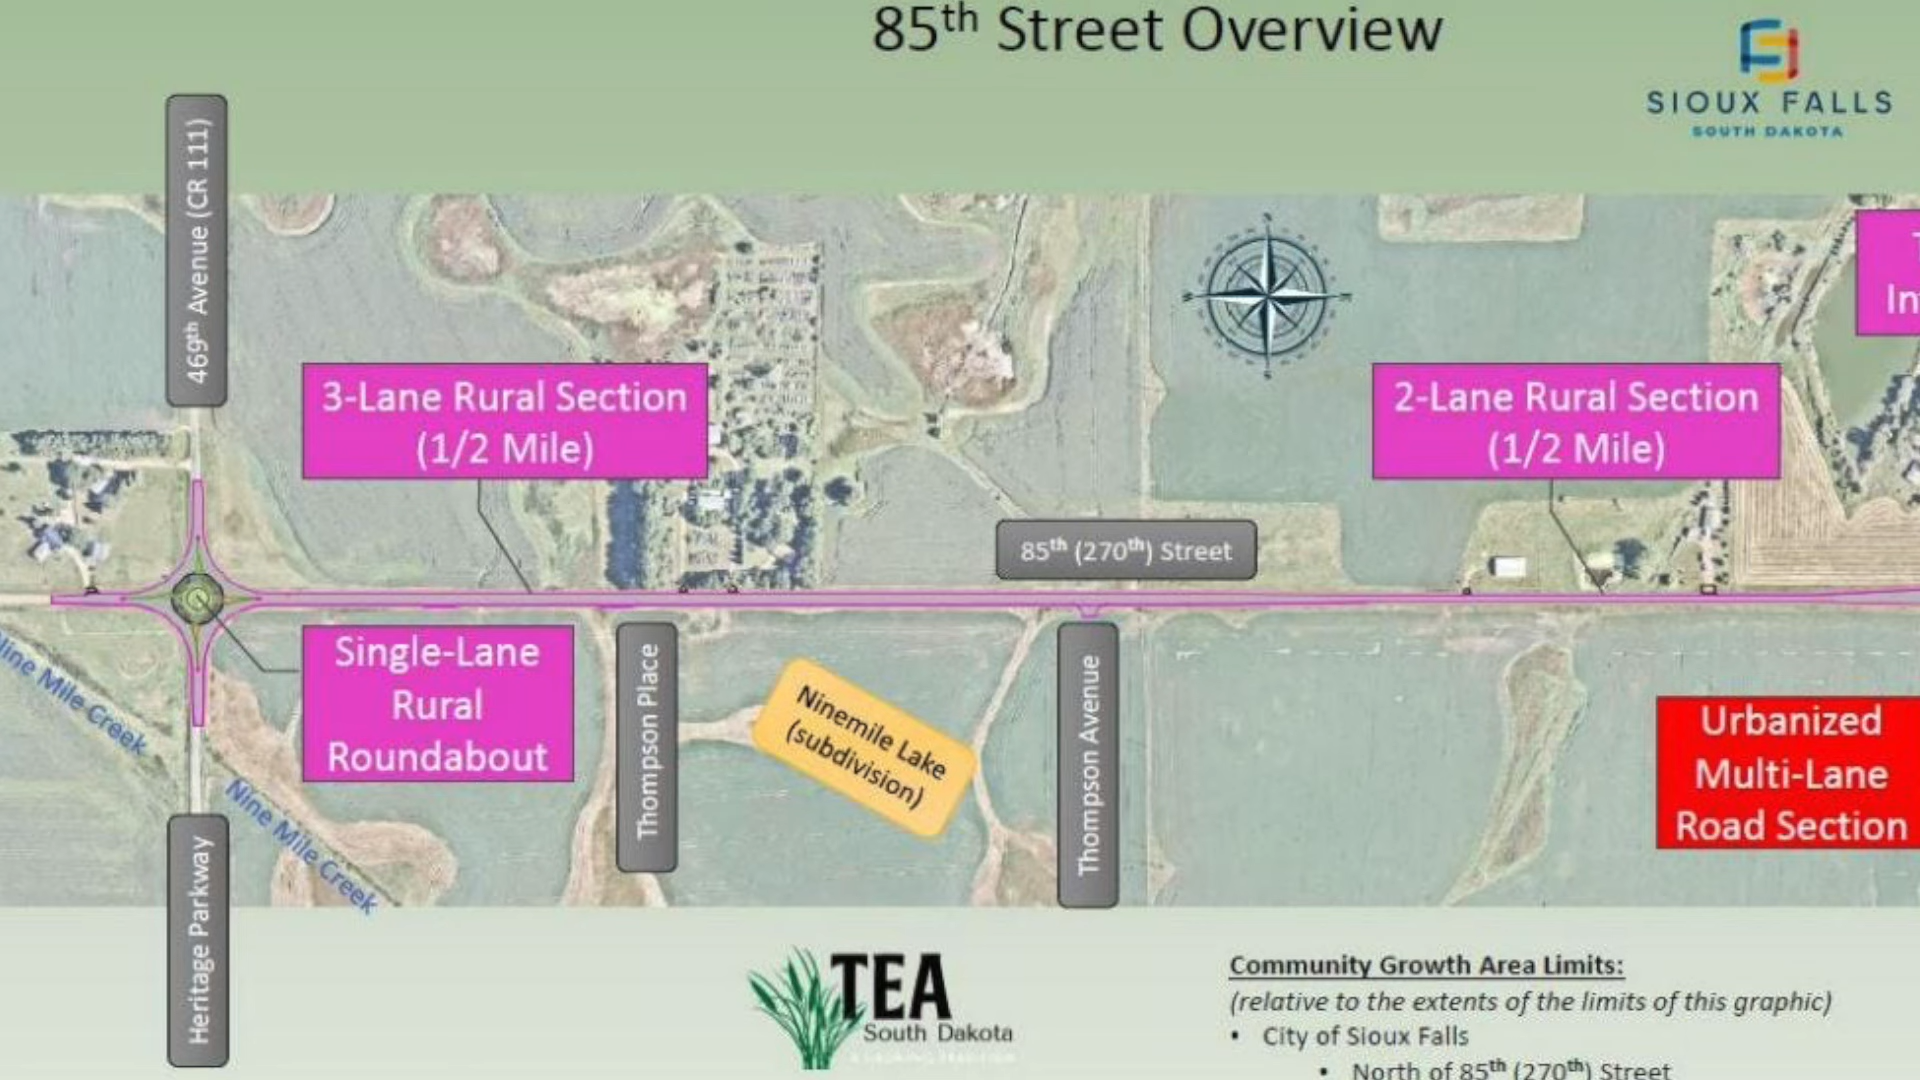 85th Street Overview
SIOUX FALLS
SOUTH DAKOTA
469th Avenue (CR 111)
3-Lane Rural Section
(1/2 Mile)
2-Lane Rural Section
(1/2 Mile)
85th (270th) Street
Single-Lane
Rural
Roundabout
Thompson Place
Ninemile Lake
(subdivision)
Thompson Avenue
Urbanized
Multi-Lane
Road Section
Mile Creek
Nine Mile Creek
Heritage Parkway
TEA
South Dakota
Community Growth Area Limits:
(relative to the extents of the limits of this graphic)
• City of Sioux Falls
• North of 85th (270th) Street